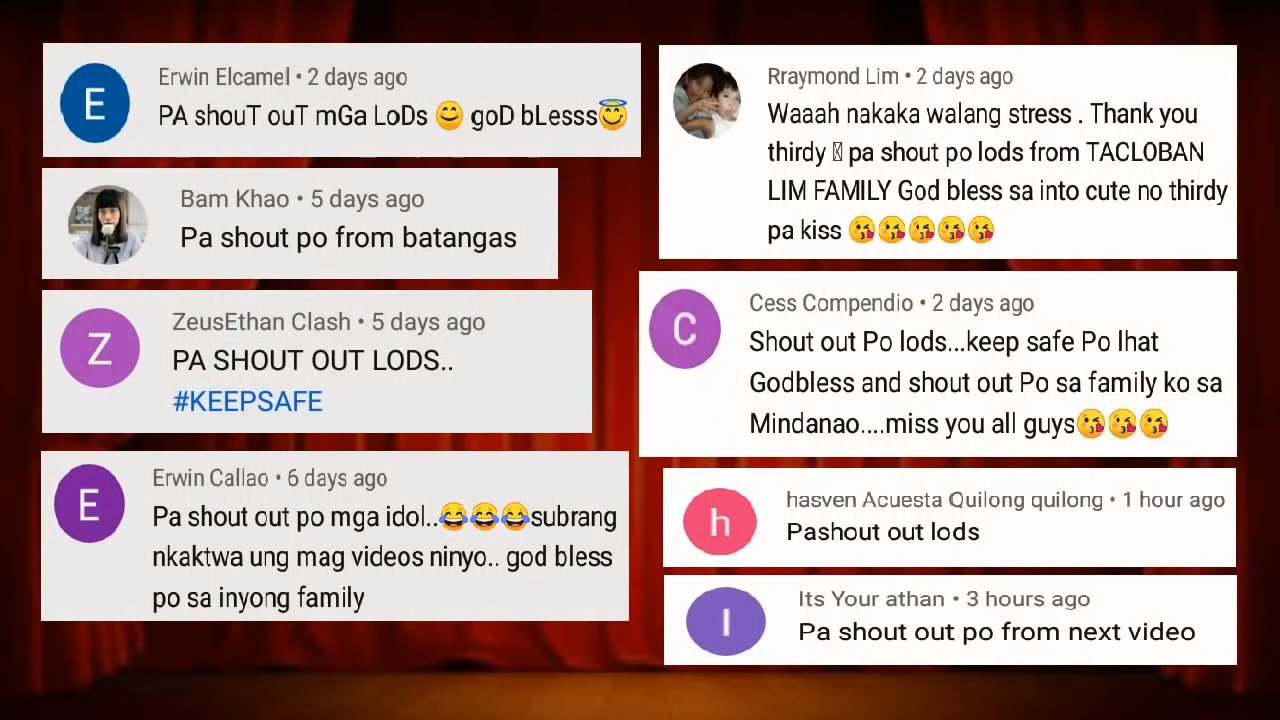 Erwin Elcamel • 2 days ago
PA shouT ouT mGa LoDs 😊 goD bLesss😇
E
Bam Khao • 5 days ago
Pa shout po from batangas
ZeusEthan Clash • 5 days ago
Z
PA SHOUT OUT LODS..
#KEEPSAFE
Erwin Callao • 6 days ago
E
Pa shout out po mga idol..😂😂😂subrang
nkaktwa ung mag videos ninyo.. god bless
po sa inyong family
Rraymond Lim • 2 days ago
Waaah nakaka walang stress . Thank you
thirdy pa shout po lods from TACLOBAN
LIM FAMILY God bless sa into cute no thirdy
pa kiss 😘😘😘😘😘
Cess Compendio • 2 days ago
C
Shout out Po lods...keep safe Po lhat
Godbless and shout out Po sa family ko sa
Mindanao....miss you all guys😘😘😘
hasven Acuesta Quilong quilong • 1 hour ago
h
Pashout out lods
Its Your athan • 3 hours ago
I
Pa shout out po from next video